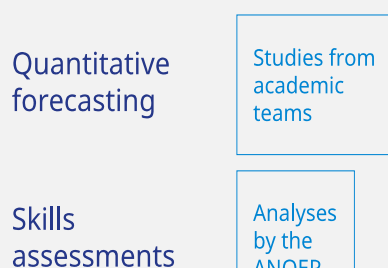 Quantitative
forecasting
Studies from
academic
teams
Skills
assessments
Analyses
by the